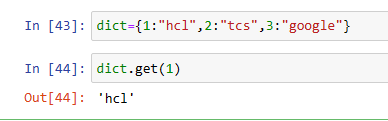 In [43]: dict={1:"hcl",2:"tcs",3:"google"}
In [44]: dict.get(1)
Out[44]: 'hcl'